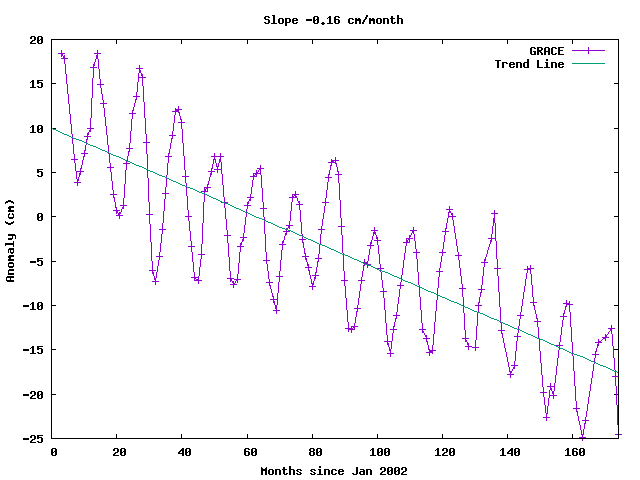 Slope -0.16 cm/month
GRACE
Trend Line
20
15
10
5
0
-5
-10
-15
-20
-25
Anomaly (cm)
0 20 40 60 80 100 120 140 160
Months since Jan 2002